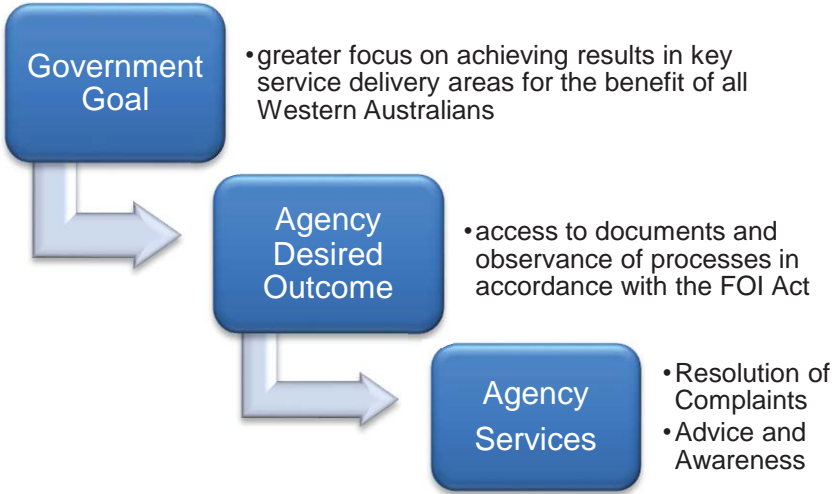 Government
Goal
•greater focus on achieving results in key
service delivery areas for the benefit of all
Western Australians
Agency
Desired
Outcome
•access to documents and
observance of processes in
accordance with the FOI Act
Agency
Services
•Resolution of
Complaints
•Advice and
Awareness